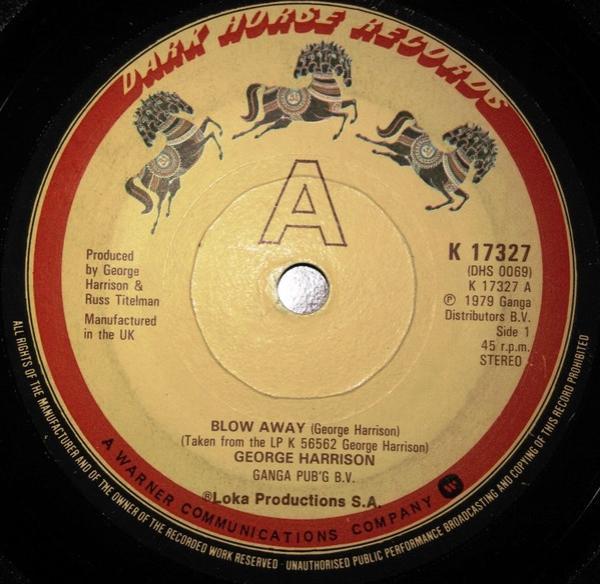 DARK HORSE RECORDS
A
Produced
by George
Harrison &
Russ Titelman
Manufactured
in the UK
K 17327
(DHS 0069)
K 17327 A
℗ 1979 Ganga
Distributors B.V.
Side 1
45 r.p.m.
STEREO
BLOW AWAY (George Harrison)
(Taken from the LP K 56562 George Harrison)
GEORGE HARRISON
GANGA PUB'G B.V.
®Loka Productions S.A.
A WARNER COMMUNICATIONS COMPANY
ALL RIGHTS OF THE MANUFACTURER AND OF THE OWNER OF THE RECORDED WORK RESERVED · UNAUTHORISED PUBLIC PERFORMANCE BROADCASTING AND COPYING OF THIS RECORD PROHIBITED